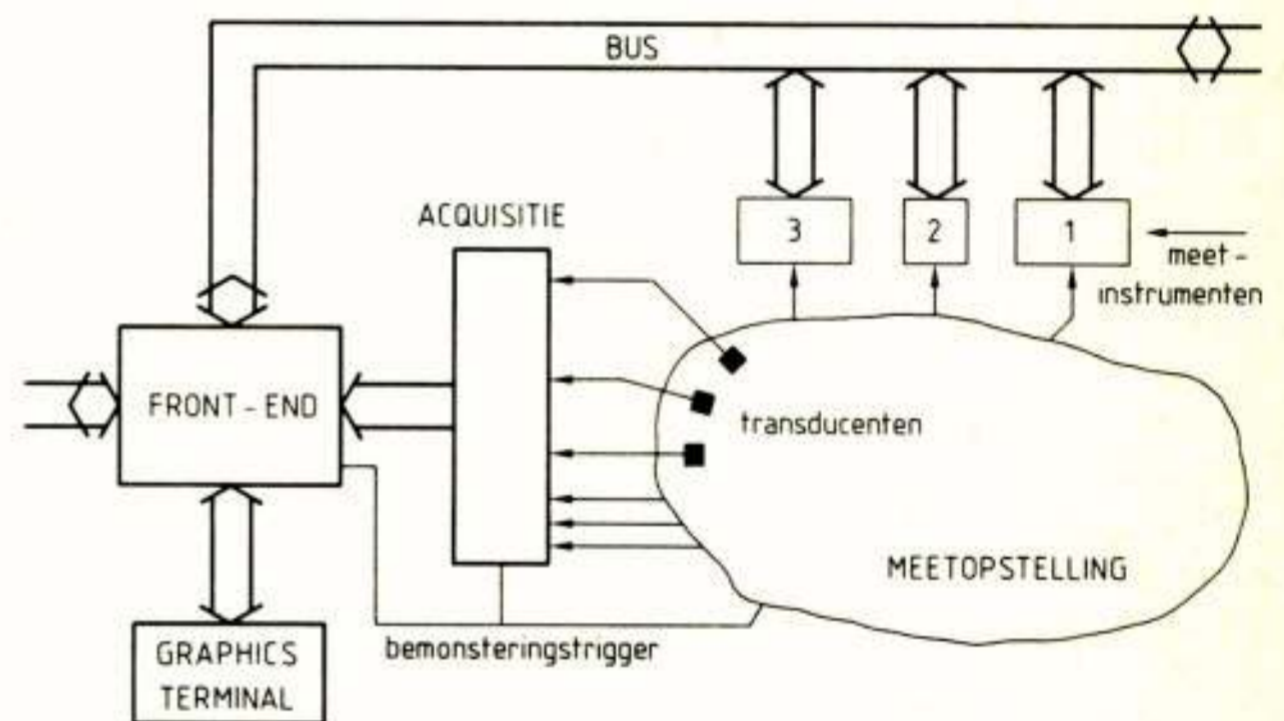 BUS
ACQUISITIE
3
2
1
meet-
instrumenten
FRONT-END
transducenten
MEETOPSTELLING
bemonsteringstrigger
GRAPHICS
TERMINAL